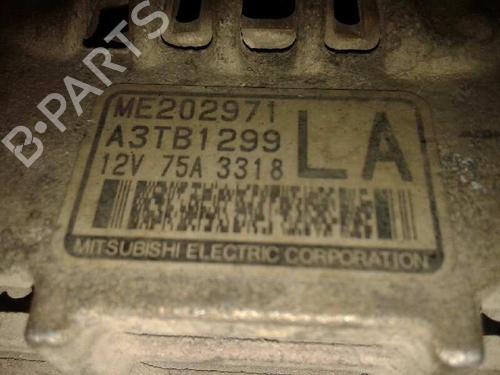 B-PARTS
ME202971
A3TB1299
12V 75A 3318
LA
MITSUBISHI ELECTRIC CORPORATION